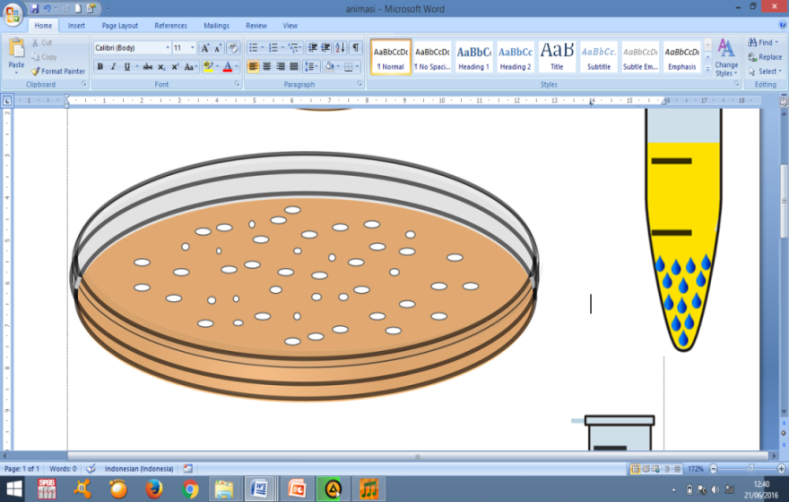 animasi - Microsoft Word
Home Insert Page Layout References Mailings Review View
Cut
Copy
Format Painter
Paste
Calibri (Body) 11
AaBbCcDc AaBbCcDc AaBbC AaBbCc AaB AaBbCc. AaBbCcDc AaBbCcDc
¶ Normal ¶ No Spaci... Heading 1 Heading 2 Title Subtitle Subtle Em... Emphasis
Change Styles
Find
Replace
Select
Clipboard Font Paragraph Styles Editing
Page: 1 of 1 Words: 0 Indonesian (Indonesia) 172%
12:40
21/06/2016